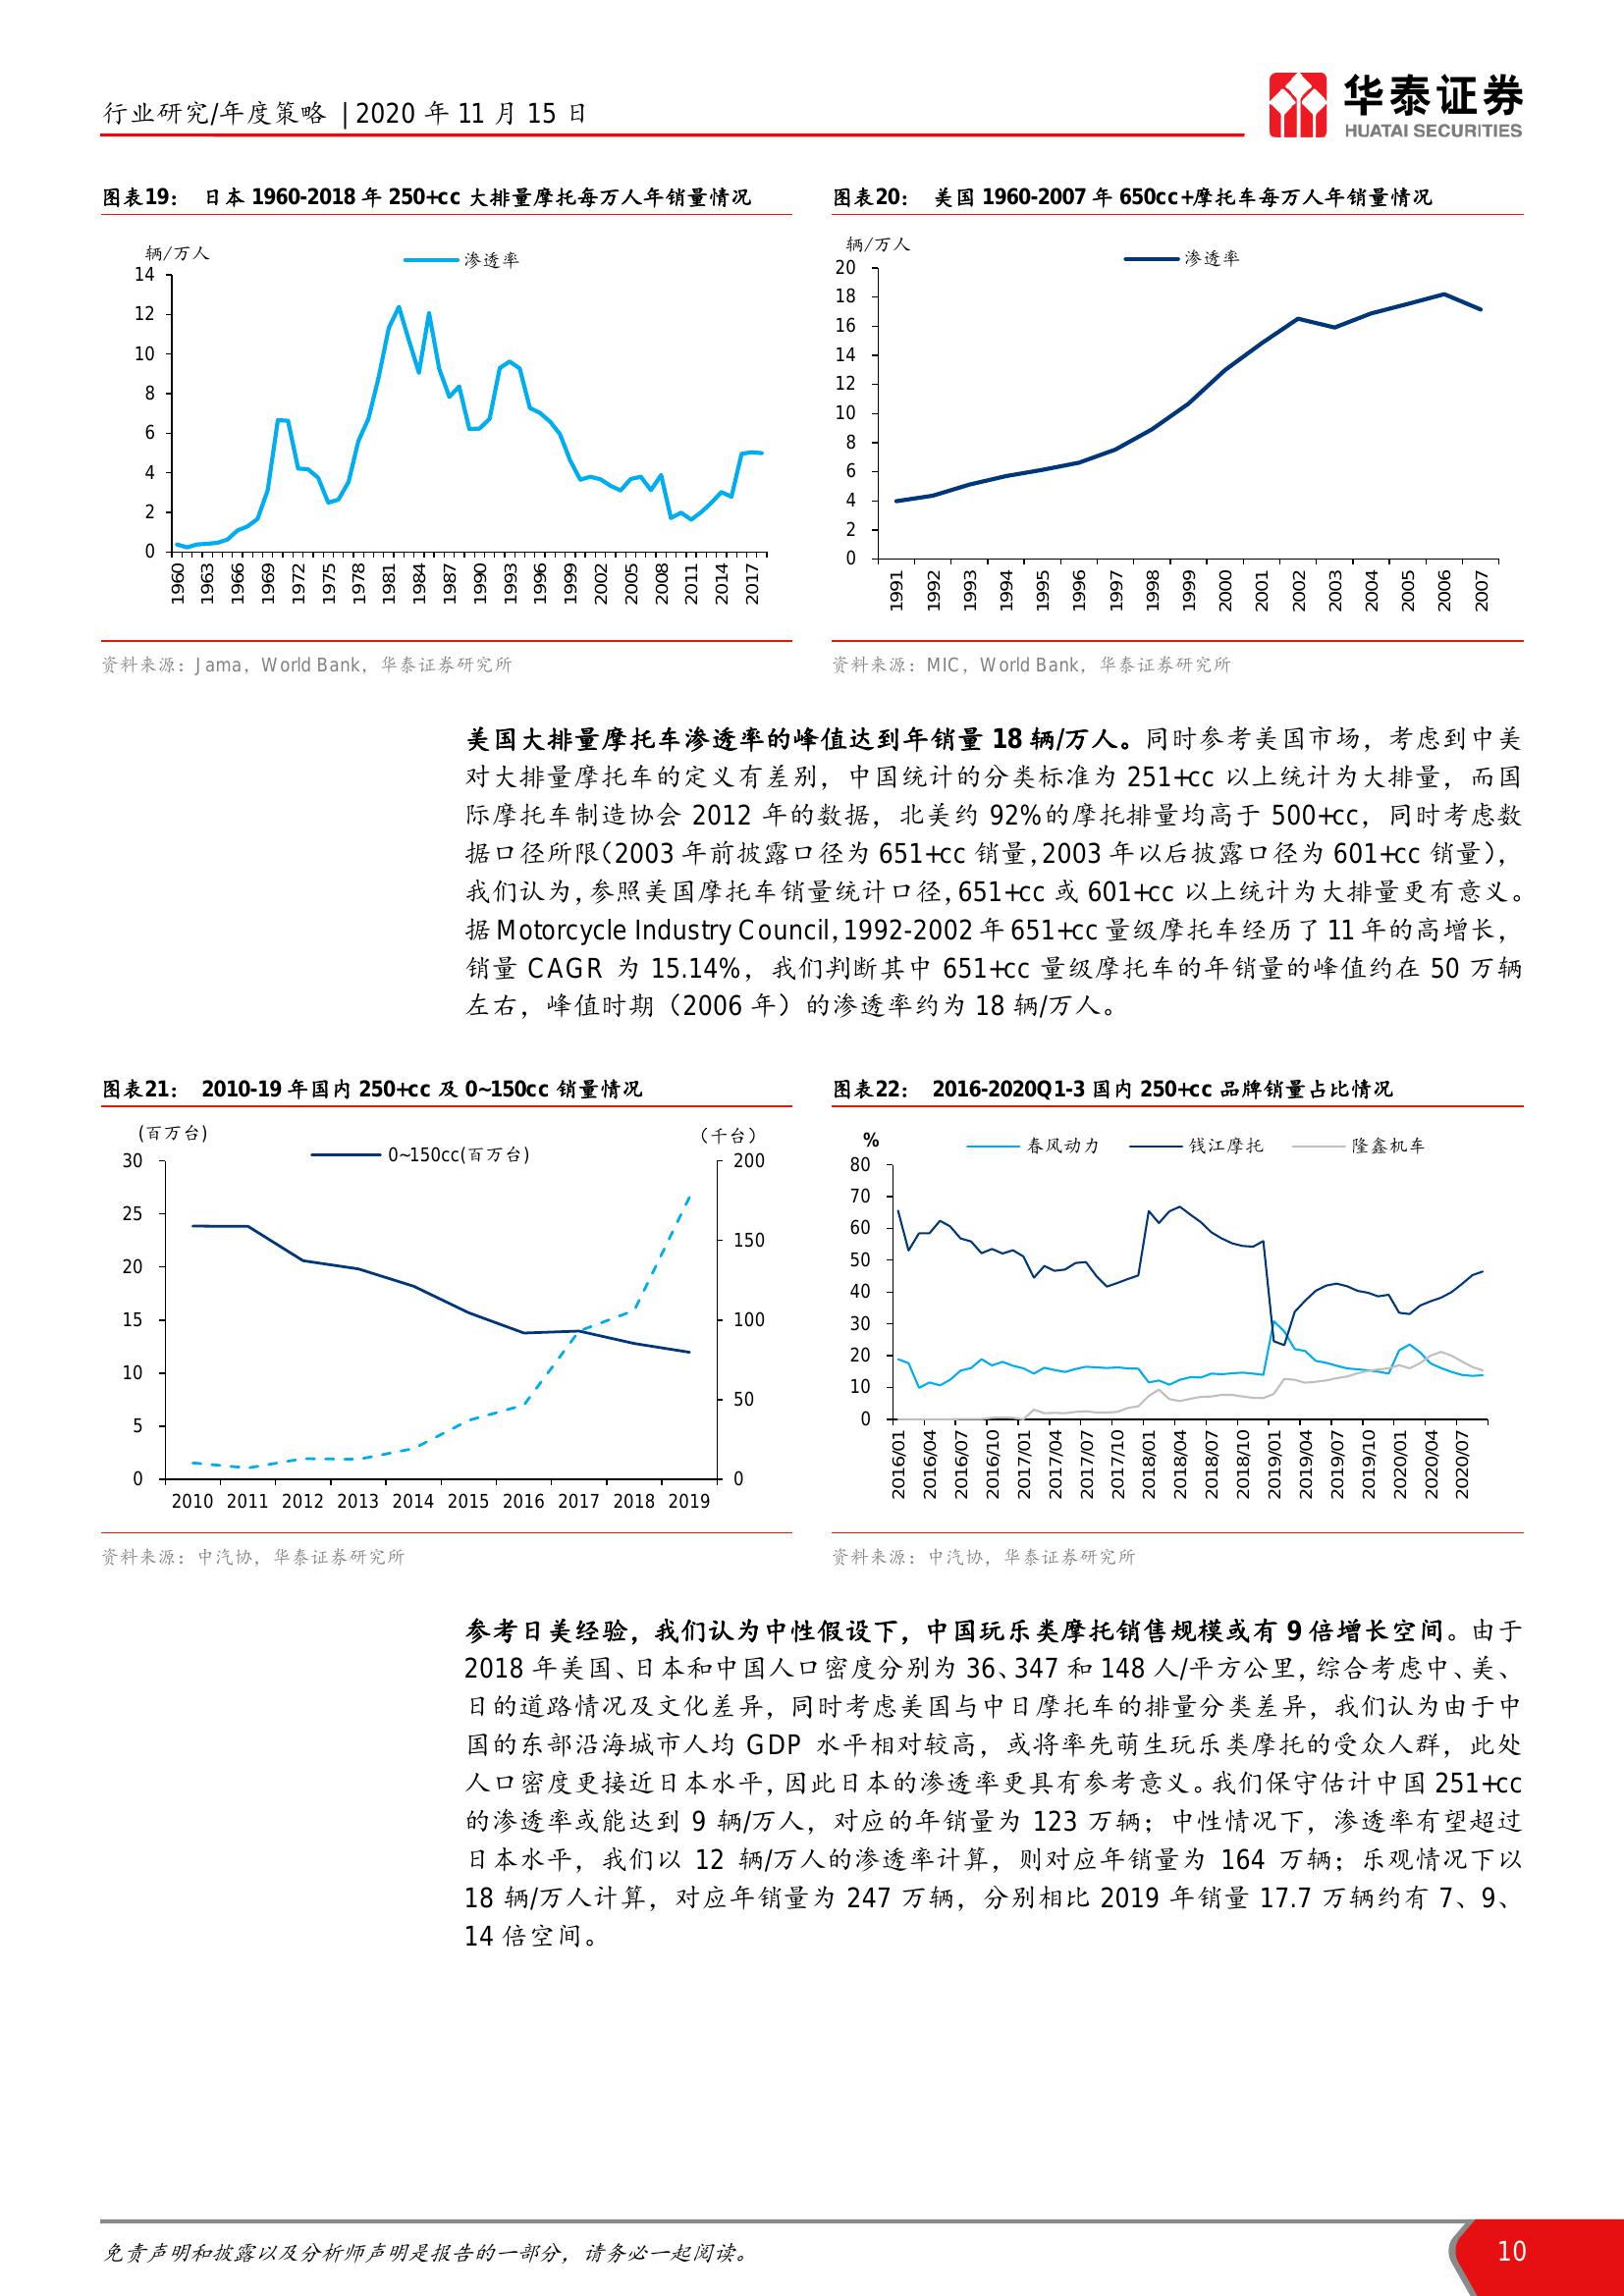 行业研究/年度策略 | 2020 年 11 月 15 日
华泰证券
HUATAI SECURITIES
图表19： 日本 1960-2018 年 250+cc 大排量摩托每万人年销量情况
辆/万人
渗透率
14
12
10
8
6
4
2
0
1960 1963 1966 1969 1972 1975 1978 1981 1984 1987 1990 1993 1996 1999 2002 2005 2008 2011 2014 2017
资料来源：Jama，World Bank，华泰证券研究所
图表20： 美国 1960-2007 年 650cc+摩托车每万人年销量情况
辆/万人
渗透率
20
18
16
14
12
10
8
6
4
2
0
1991 1992 1993 1994 1995 1996 1997 1998 1999 2000 2001 2002 2003 2004 2005 2006 2007
资料来源：MIC，World Bank，华泰证券研究所
美国大排量摩托车渗透率的峰值达到年销量 18 辆/万人。同时参考美国市场，考虑到中美
对大排量摩托车的定义有差别，中国统计的分类标准为 251+cc 以上统计为大排量，而国
际摩托车制造协会 2012 年的数据，北美约 92%的摩托排量均高于 500+cc，同时考虑数
据口径所限（2003 年前披露口径为 651+cc 销量，2003 年以后披露口径为 601+cc 销量），
我们认为，参照美国摩托车销量统计口径，651+cc 或 601+cc 以上统计为大排量更有意义。
据 Motorcycle Industry Council，1992-2002 年 651+cc 量级摩托车经历了 11 年的高增长，
销量 CAGR 为 15.14%，我们判断其中 651+cc 量级摩托车的年销量的峰值约在 50 万辆
左右，峰值时期（2006 年）的渗透率约为 18 辆/万人。
图表21： 2010-19 年国内 250+cc 及 0~150cc 销量情况
(百万台)
（千台）
0~150cc(百万台)
30
25
20
15
10
5
0
200
150
100
50
0
2010 2011 2012 2013 2014 2015 2016 2017 2018 2019
资料来源：中汽协，华泰证券研究所
图表22： 2016-2020Q1-3 国内 250+cc 品牌销量占比情况
%
春风动力 钱江摩托 隆鑫机车
80
70
60
50
40
30
20
10
0
2016/01 2016/04 2016/07 2016/10 2017/01 2017/04 2017/07 2017/10 2018/01 2018/04 2018/07 2018/10 2019/01 2019/04 2019/07 2019/10 2020/01 2020/04 2020/07
资料来源：中汽协，华泰证券研究所
参考日美经验，我们认为中性假设下，中国玩乐类摩托销售规模或有 9 倍增长空间。由于
2018 年美国、日本和中国人口密度分别为 36、347 和 148 人/平方公里，综合考虑中、美、
日的道路情况及文化差异，同时考虑美国与中日摩托车的排量分类差异，我们认为由于中
国的东部沿海城市人均 GDP 水平相对较高，或将率先萌生玩乐类摩托的受众人群，此处
人口密度更接近日本水平，因此日本的渗透率更具有参考意义。我们保守估计中国 251+cc
的渗透率或能达到 9 辆/万人，对应的年销量为 123 万辆；中性情况下，渗透率有望超过
日本水平，我们以 12 辆/万人的渗透率计算，则对应年销量为 164 万辆；乐观情况下以
18 辆/万人计算，对应年销量为 247 万辆，分别相比 2019 年销量 17.7 万辆约有 7、9、
14 倍空间。
免责声明和披露以及分析师声明是报告的一部分，请务必一起阅读。
10